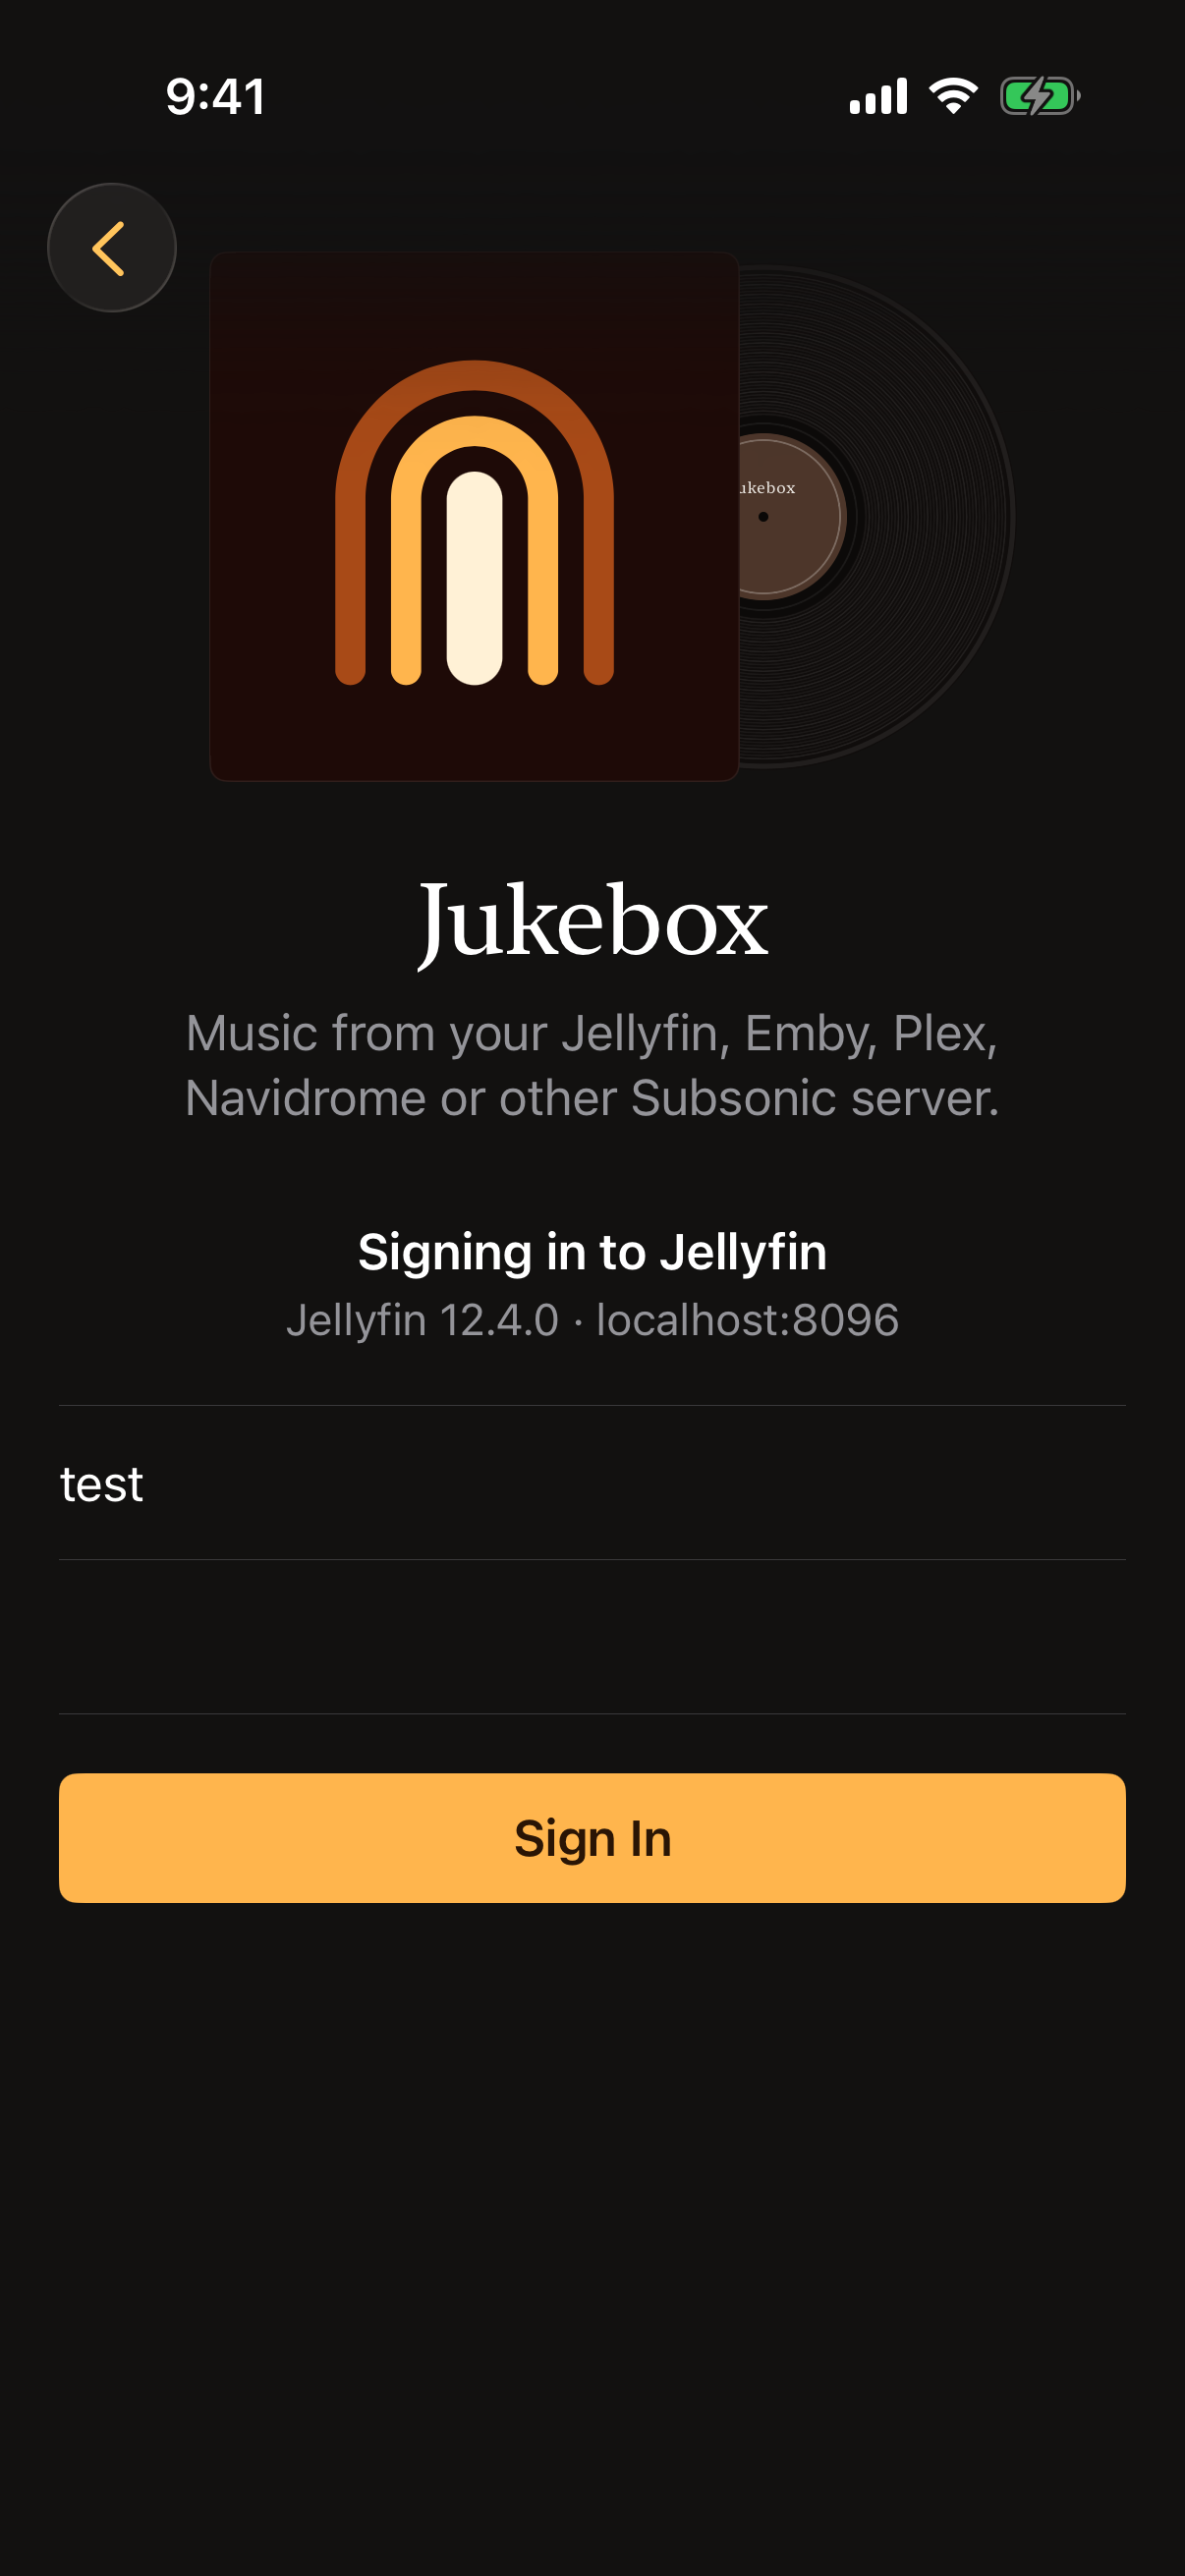 9:41
ukebox
Jukebox
Music from your Jellyfin, Emby, Plex,
Navidrome or other Subsonic server.
Signing in to Jellyfin
Jellyfin 12.4.0 · localhost:8096
test
Sign In